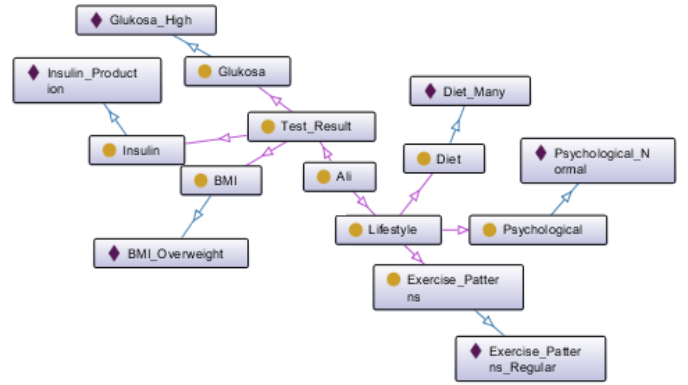 Glukosa_High
Insulin_Product
ion
Glukosa
Diet_Many
Test_Result
Insulin
Psychological_N
ormal
Diet
BMI
Ali
Lifestyle
Psychological
BMI_Overweight
Exercise_Patter
ns
Exercise_Patter
ns_Regular